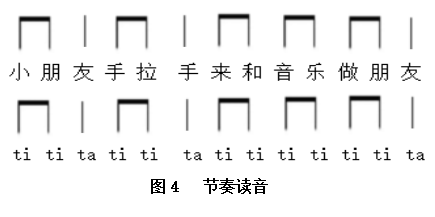 小 朋 友 手 拉 手 来 和 音 乐 做 朋 友
ti ti ta ti ti ta ti ti ti ti ti ti ta
图4 节奏读音